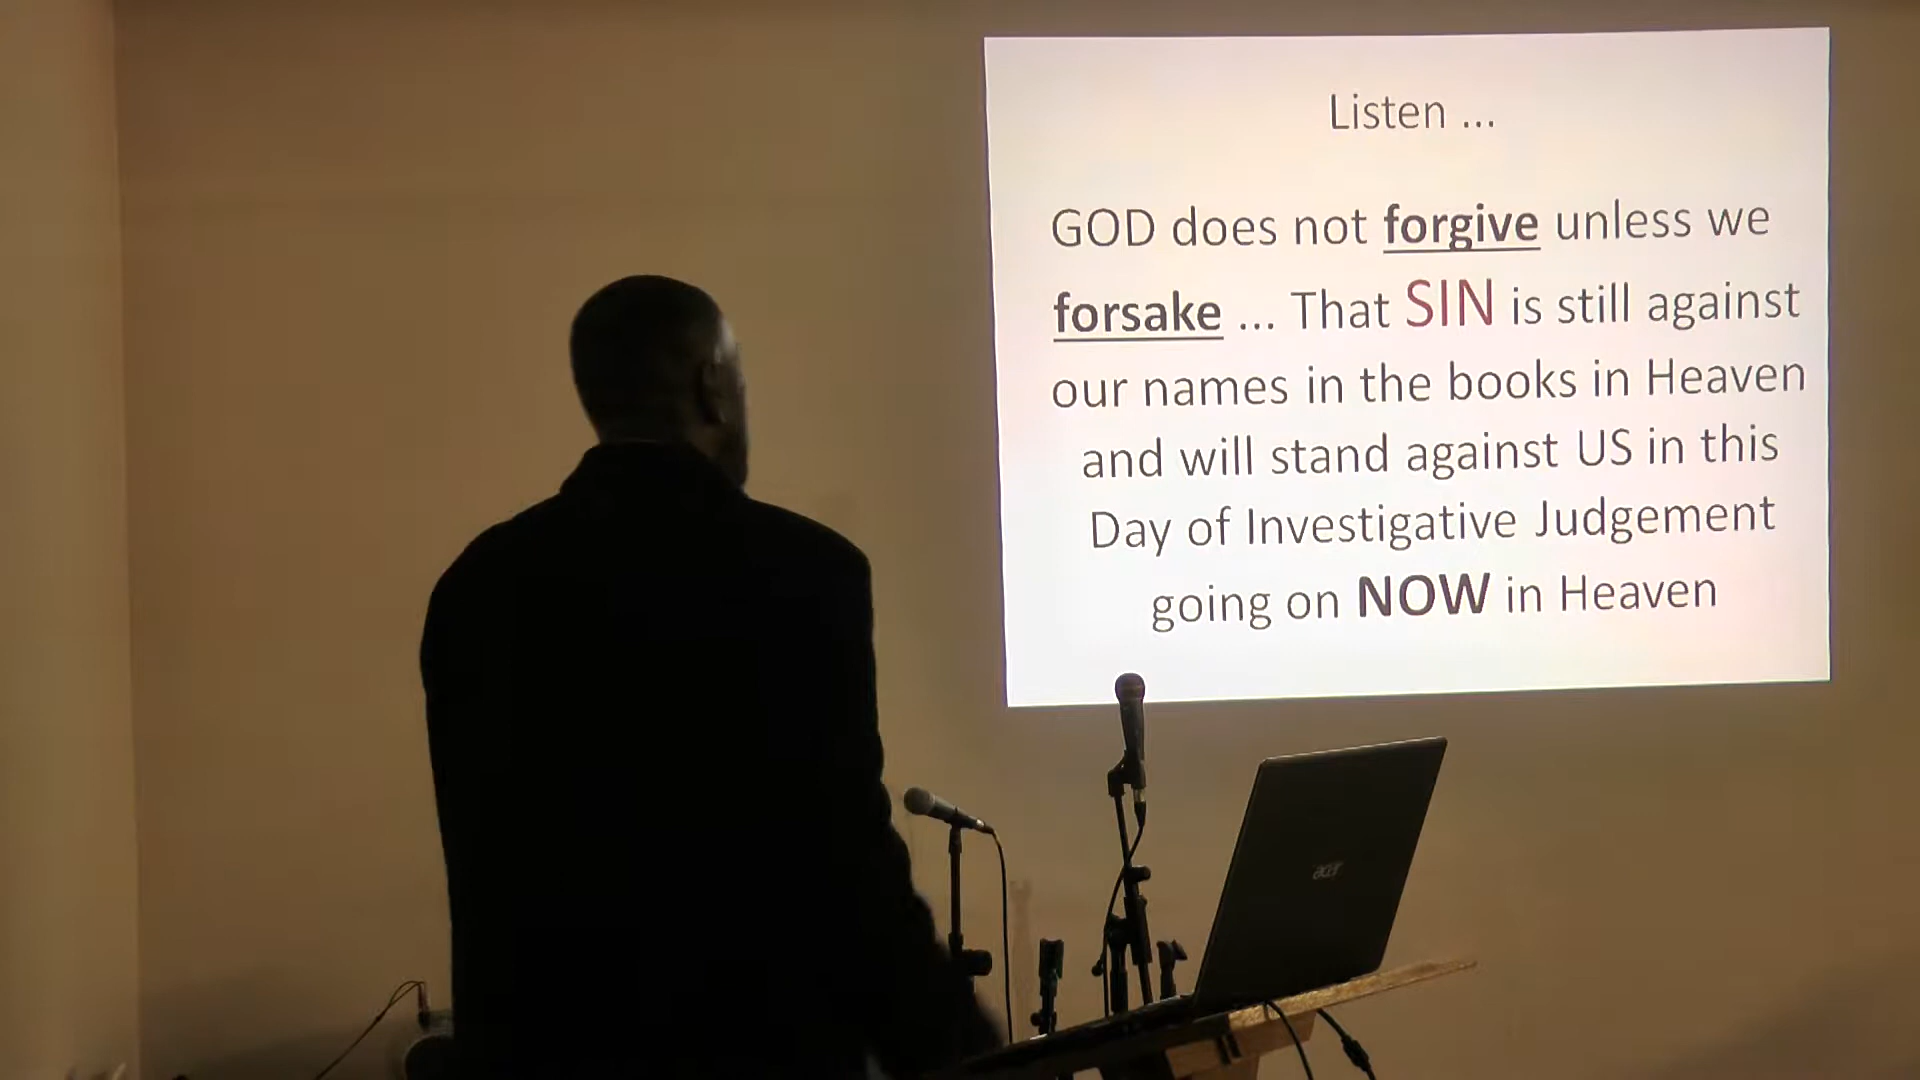 Listen ...
GOD does not forgive unless we
forsake ... That SIN is still against
our names in the books in Heaven
and will stand against US in this
Day of Investigative Judgement
going on NOW in Heaven
acer